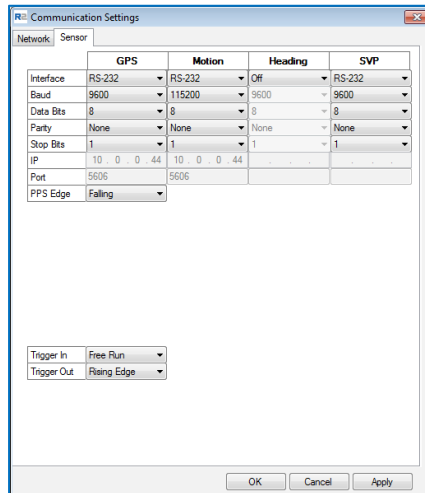 R2 Communication Settings
Network Sensor
GPS Motion Heading SVP
Interface RS-232 RS-232 Off RS-232
Baud 9600 115200 9600 9600
Data Bits 8 8 8 8
Parity None None None None
Stop Bits 1 1 1 1
IP 10 . 0 . 0 . 44 10 . 0 . 0 . 44 . . . . . .
Port 5606 5606
PPS Edge Falling
Trigger In Free Run
Trigger Out Rising Edge
OK Cancel Apply